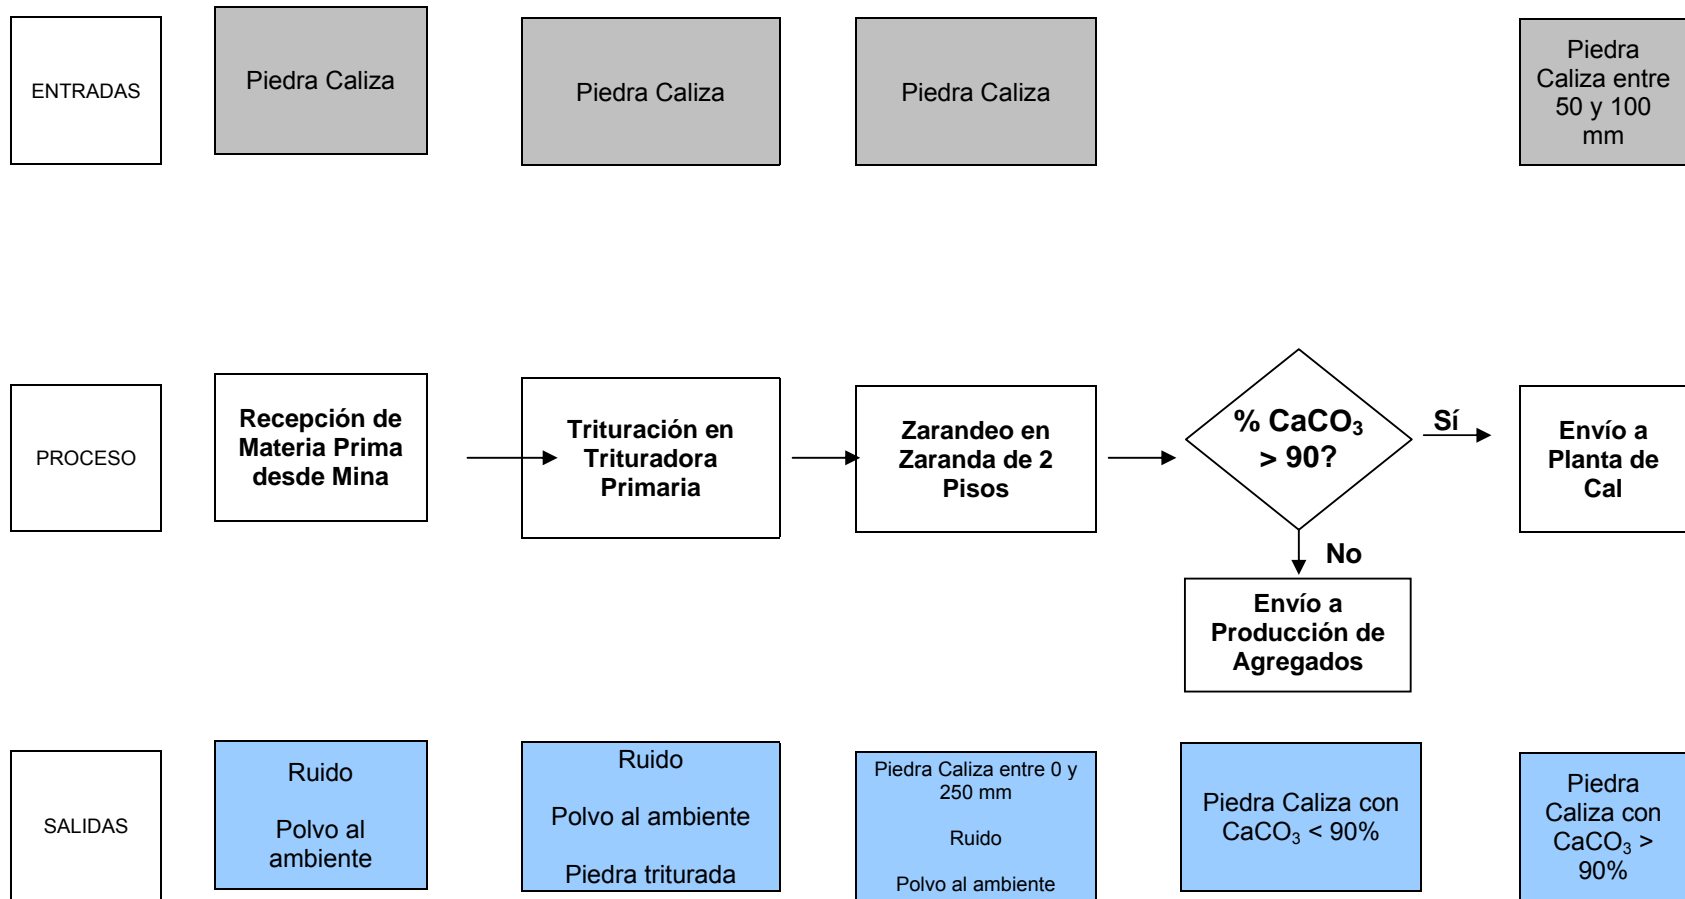 ENTRADAS
Piedra Caliza
Piedra Caliza
Piedra Caliza
Piedra
Caliza entre
50 y 100
mm
PROCESO
Recepción de
Materia Prima
desde Mina
Trituración en
Trituradora
Primaria
Zarandeo en
Zaranda de 2
Pisos
% CaCO₃
> 90?
Sí
No
Envío a
Planta de
Cal
Envío a
Producción de
Agregados
SALIDAS
Ruido
Polvo al
ambiente
Ruido
Polvo al ambiente
Piedra triturada
Piedra Caliza entre 0 y
250 mm
Ruido
Polvo al ambiente
Piedra Caliza con
CaCO₃ < 90%
Piedra
Caliza con
CaCO₃ >
90%